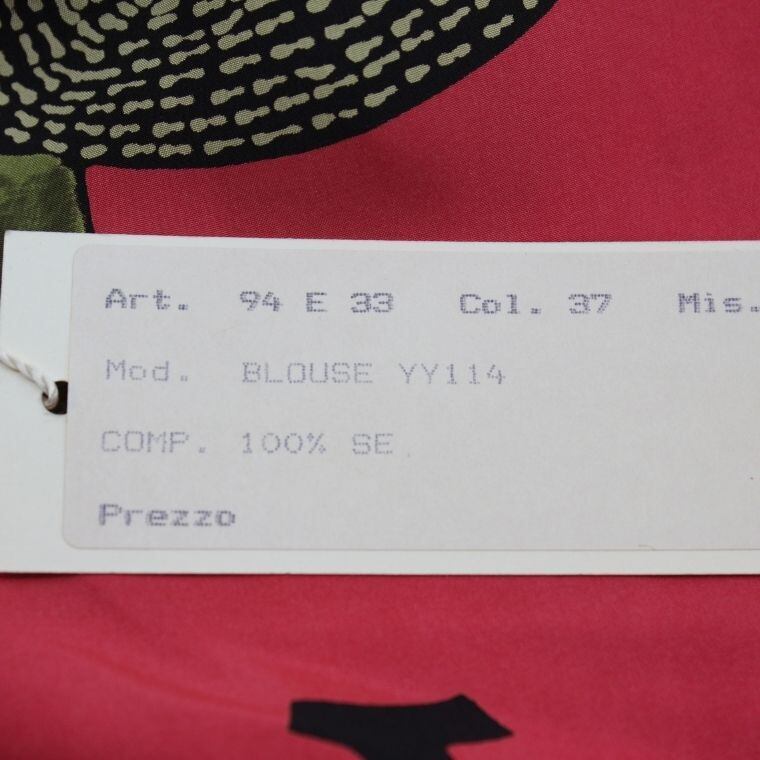 Art. 94 E 33 Col. 37 Mis.
Mod. BLOUSE YY114
COMP. 100% SE.
Prezzo